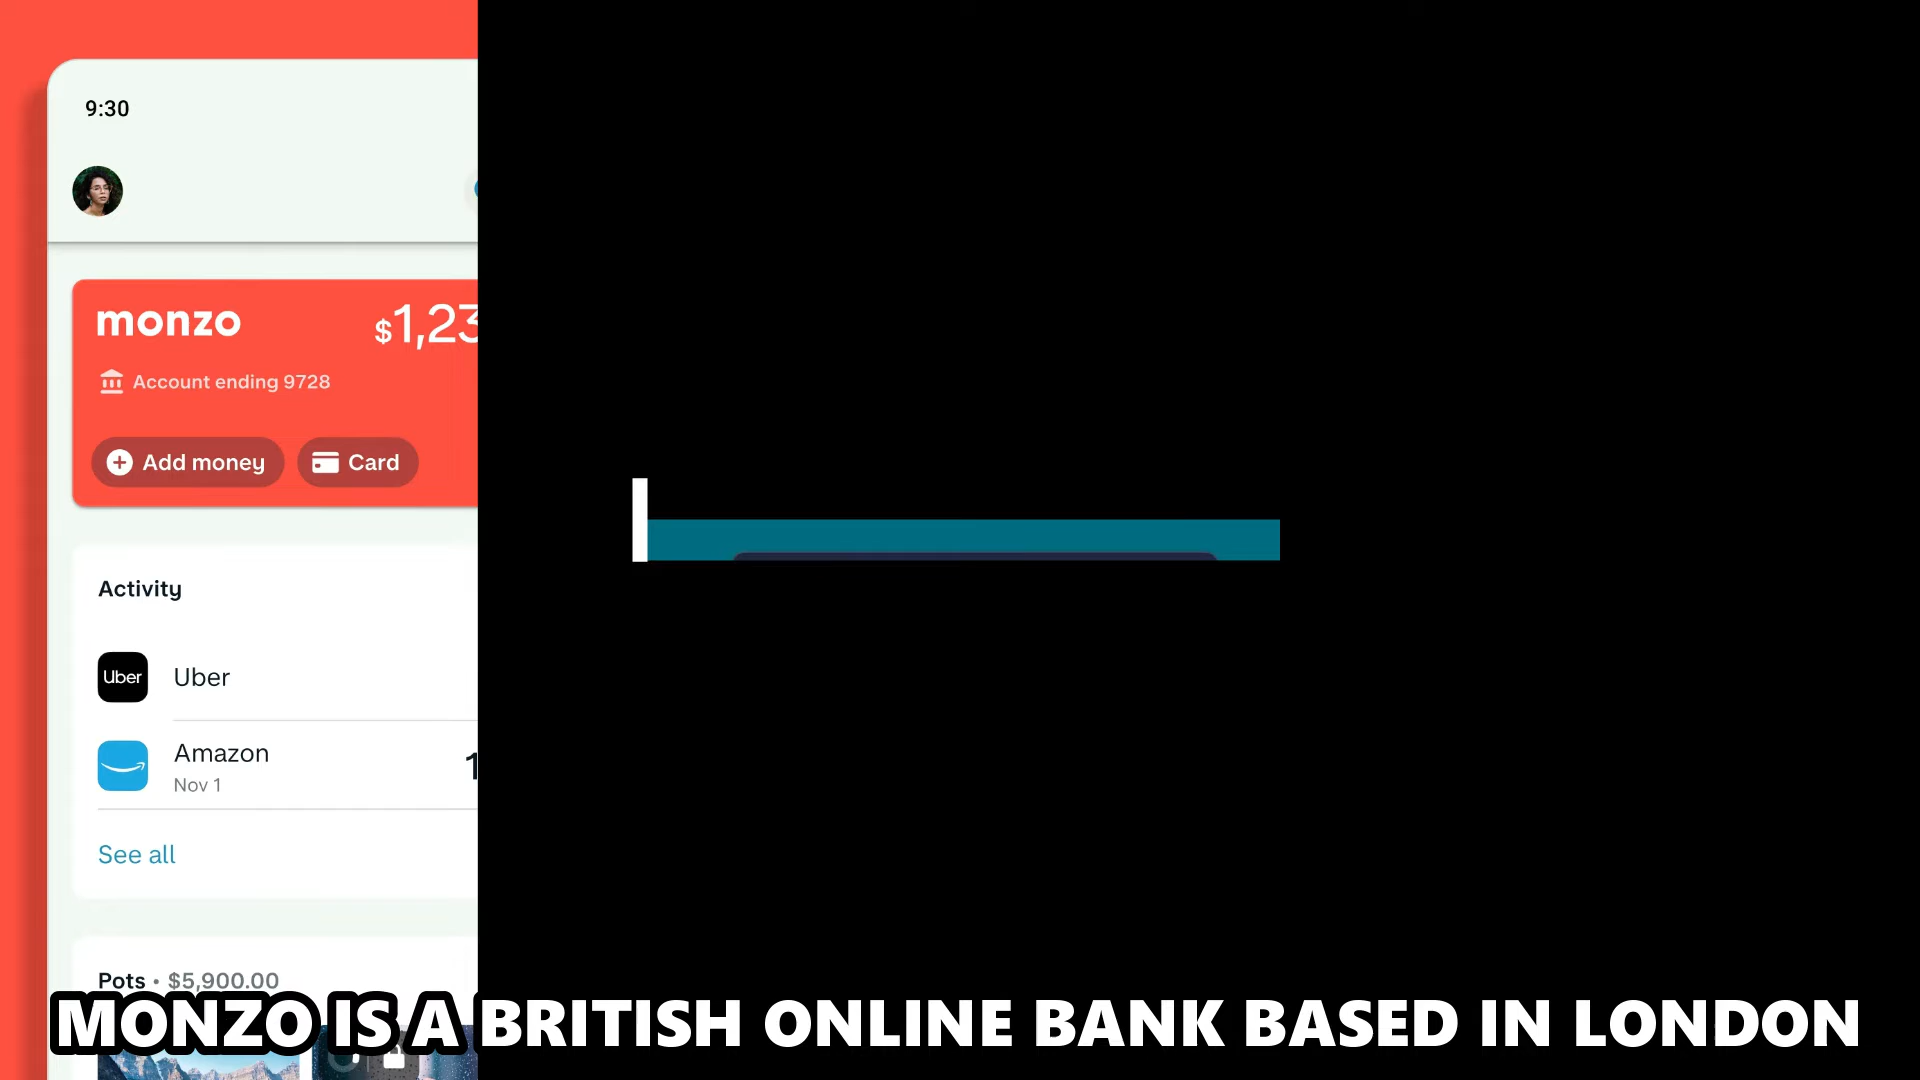 9:30
monzo
$1,23
Account ending 9728
Add money
Card
Activity
Uber
Uber
Amazon
1
Nov 1
See all
Pots • $5,900.00
MONZO IS A BRITISH ONLINE BANK BASED IN LONDON